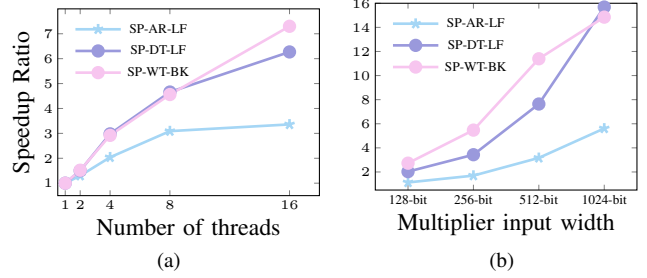 Speedup Ratio
7
6
5
4
3
2
1
SP-AR-LF
SP-DT-LF
SP-WT-BK
1 2 4 8 16
Number of threads
(a)
16
14
12
10
8
6
4
2
SP-AR-LF
SP-DT-LF
SP-WT-BK
128-bit 256-bit 512-bit 1024-bit
Multiplier input width
(b)